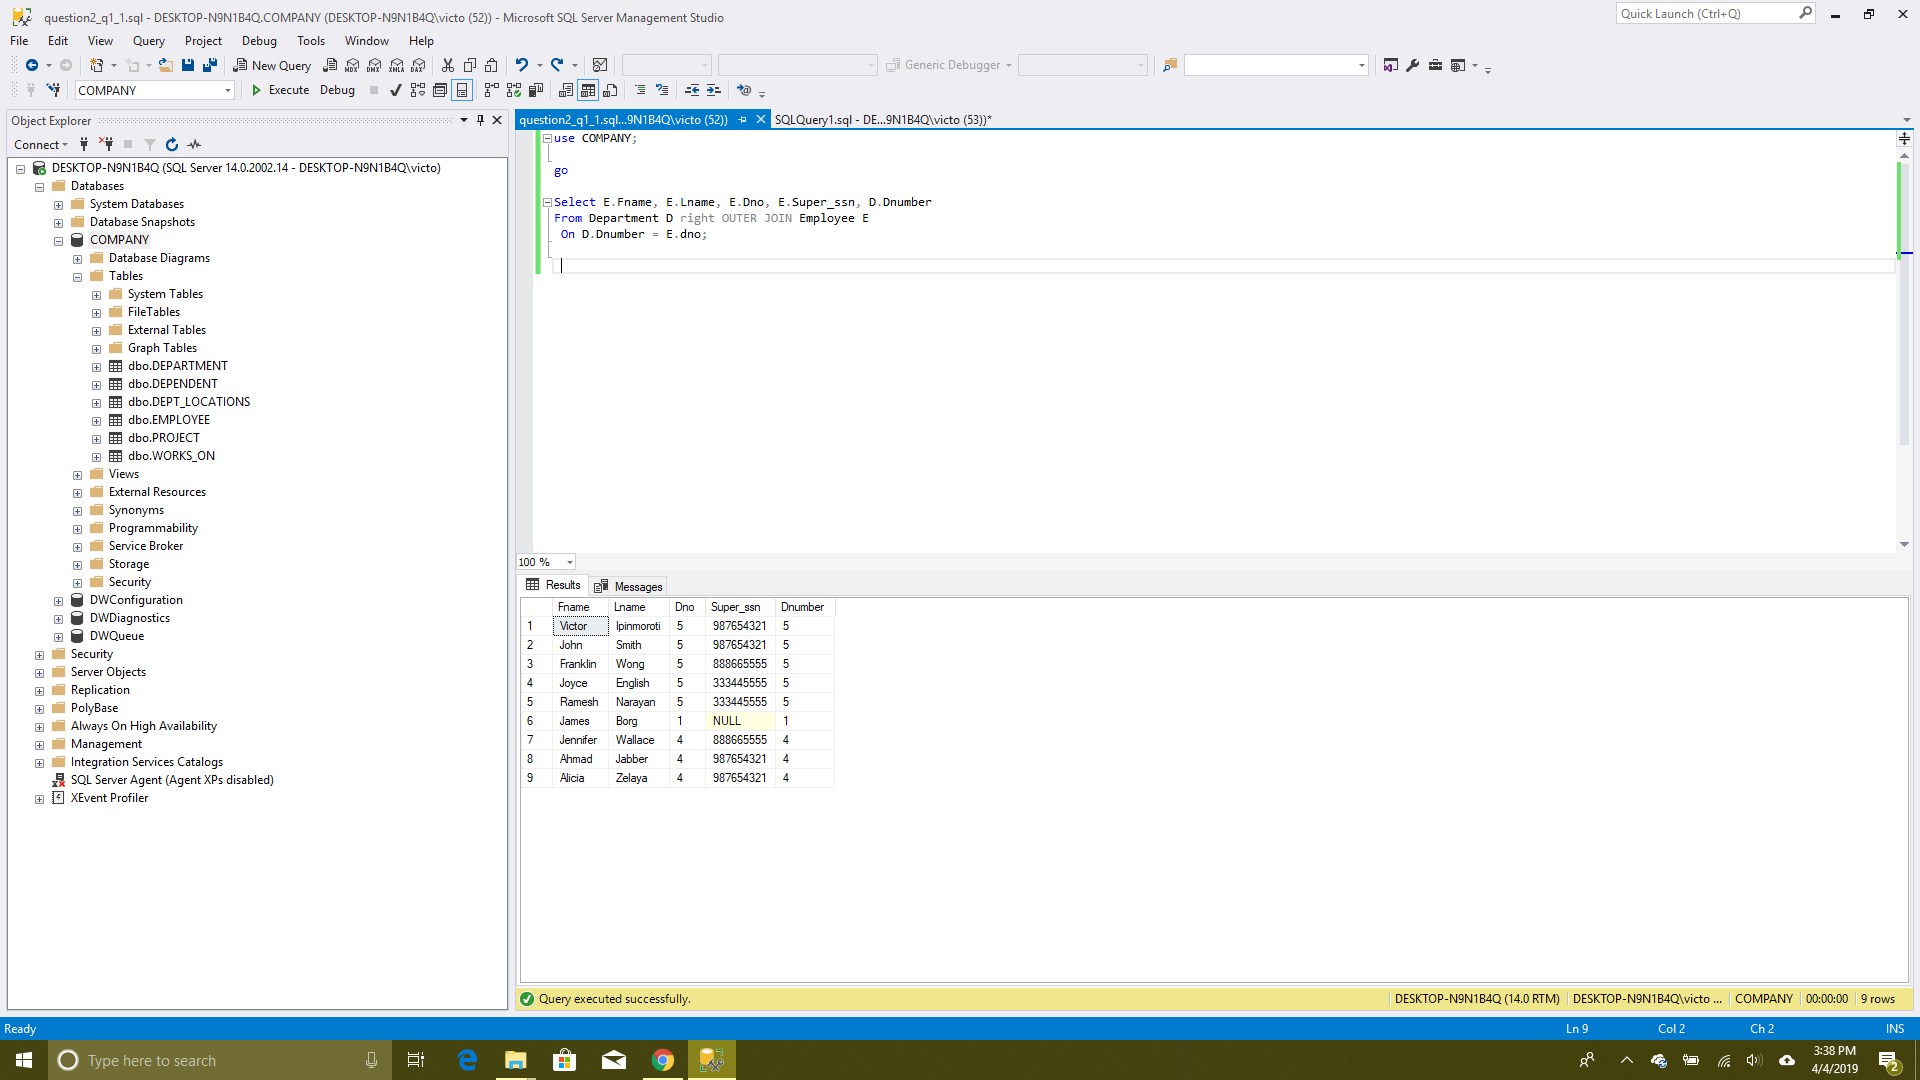 question2_q1_1.sql - DESKTOP-N9N1B4Q.COMPANY (DESKTOP-N9N1B4Q\victo (52)) - Microsoft SQL Server Management Studio
Quick Launch (Ctrl+Q)
File Edit View Query Project Debug Tools Window Help
New Query
MDX DMX XMLA DAX
Generic Debugger
COMPANY
Execute Debug
Object Explorer
question2_q1_1.sql...9N1B4Q\victo (52)) SQLQuery1.sql - DE...9N1B4Q\victo (53))*
Connect
DESKTOP-N9N1B4Q (SQL Server 14.0.2002.14 - DESKTOP-N9N1B4Q\victo)
Databases
System Databases
Database Snapshots
COMPANY
Database Diagrams
Tables
System Tables
FileTables
External Tables
Graph Tables
dbo.DEPARTMENT
dbo.DEPENDENT
dbo.DEPT_LOCATIONS
dbo.EMPLOYEE
dbo.PROJECT
dbo.WORKS_ON
Views
External Resources
Synonyms
Programmability
Service Broker
Storage
Security
DWConfiguration
DWDiagnostics
DWQueue
Security
Server Objects
Replication
PolyBase
Always On High Availability
Management
Integration Services Catalogs
SQL Server Agent (Agent XPs disabled)
XEvent Profiler
use COMPANY;
go
Select E.Fname, E.Lname, E.Dno, E.Super_ssn, D.Dnumber
From Department D right OUTER JOIN Employee E
On D.Dnumber = E.dno;
100 %
Results Messages
Fname Lname Dno Super_ssn Dnumber
1 Victor Ipinmoroti 5 987654321 5
2 John Smith 5 987654321 5
3 Franklin Wong 5 888665555 5
4 Joyce English 5 333445555 5
5 Ramesh Narayan 5 333445555 5
6 James Borg 1 NULL 1
7 Jennifer Wallace 4 888665555 4
8 Ahmad Jabber 4 987654321 4
9 Alicia Zelaya 4 987654321 4
Query executed successfully.
DESKTOP-N9N1B4Q (14.0 RTM) DESKTOP-N9N1B4Q\victo ... COMPANY 00:00:00 9 rows
Ready
Ln 9 Col 2 Ch 2 INS
Type here to search
3:38 PM
4/4/2019
2